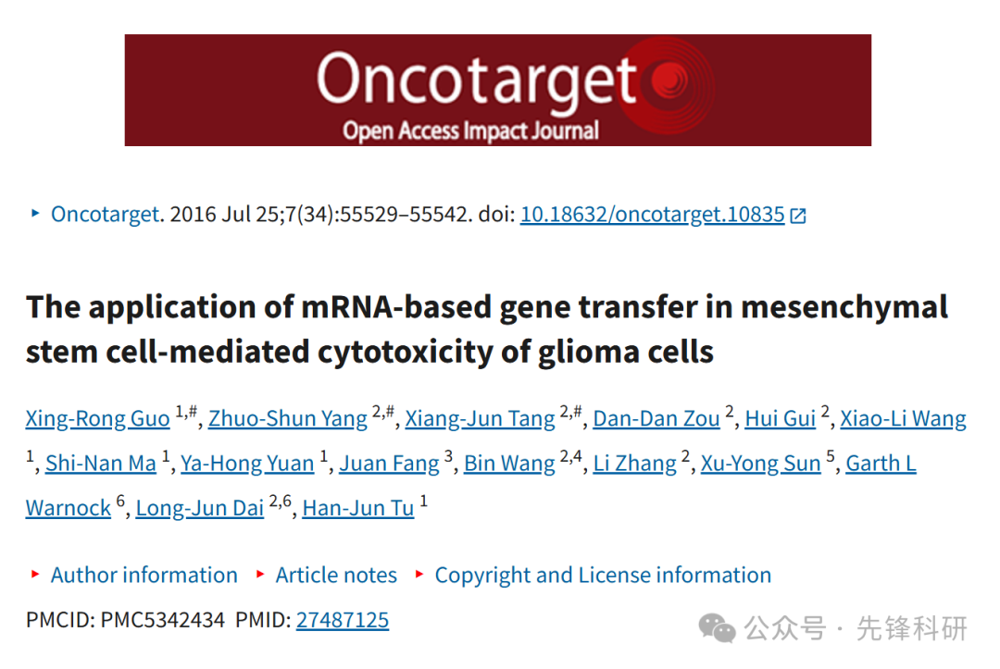 Oncotarget
Open Access Impact Journal
Oncotarget. 2016 Jul 25;7(34):55529–55542. doi: 10.18632/oncotarget.10835
The application of mRNA-based gene transfer in mesenchymal
stem cell-mediated cytotoxicity of glioma cells
Xing-Rong Guo 1,#, Zhuo-Shun Yang 2,#, Xiang-Jun Tang 2,#, Dan-Dan Zou 2, Hui Gui 2, Xiao-Li Wang
1, Shi-Nan Ma 1, Ya-Hong Yuan 1, Juan Fang 3, Bin Wang 2,4, Li Zhang 2, Xu-Yong Sun 5, Garth L
Warnock 6, Long-Jun Dai 2,6, Han-Jun Tu 1
Author information Article notes Copyright and License information
PMCID: PMC5342434 PMID: 27487125
公众号 · 先锋科研